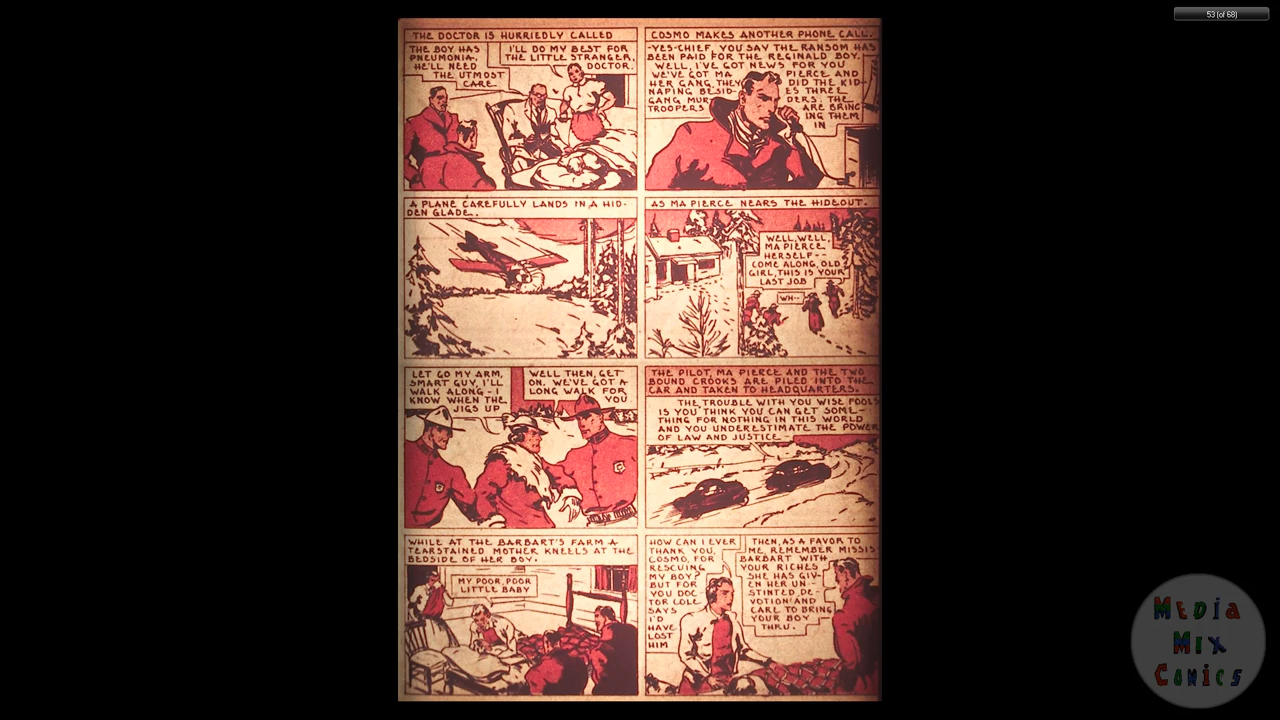 53 (of 68)
THE DOCTOR IS HURRIEDLY CALLED
THE BOY HAS
PNEUMONIA,
HE'LL NEED
THE UTMOST
CARE.
I'LL DO MY BEST FOR
THE LITTLE STRANGER,
DOCTOR.
COSMO MAKES ANOTHER PHONE CALL.
-YES-CHIEF, YOU SAY THE RANSOM HAS
BEEN PAID FOR THE REGINALD BOY.
WELL, I'VE GOT NEWS FOR YOU
WE'VE GOT MA PIERCE AND
HER GANG, THEY DID THE KID-
NAPING BESID- ES THREE
GANG MUR- DERS. THE
TROOPERS ARE BRING
ING THEM
IN
A PLANE CAREFULLY LANDS IN A HID-
DEN GLADE.
AS MA PIERCE NEARS THE HIDEOUT.
WELL, WELL,
MA PIERCE
HERSELF--
COME ALONG, OLD
GIRL, THIS IS YOUR
LAST JOB
WH--
LET GO MY ARM,
SMART GUY, I'LL
WALK ALONG - I
KNOW WHEN THE
JIGS UP
WELL THEN, GET
ON. WE'VE GOT A
LONG WALK FOR
YOU
THE PILOT, MA PIERCE AND THE TWO
BOUND CROOKS ARE PILED INTO THE
CAR AND TAKEN TO HEADQUARTERS.
THE TROUBLE WITH YOU WISE FOOLS
IS YOU THINK YOU CAN GET SOME-
THING FOR NOTHING IN THIS WORLD
AND YOU UNDERESTIMATE THE POWER
OF LAW AND JUSTICE -
WHILE AT THE BARBART'S FARM A
TEARSTAINED MOTHER KNEELS AT THE
BEDSIDE OF HER BOY.
MY POOR, POOR
LITTLE BABY
HOW CAN I EVER
THANK YOU,
COSMO, FOR
RESCUING
MY BOY?
BUT FOR
YOU DOC
TOR COLE
SAYS
I'D
HAVE
LOST
HIM
THEN, AS A FAVOR TO
ME, REMEMBER MISSIS
BARBART WITH
YOUR RICHES.
SHE HAS GIV-
EN HER UN-
STINTED, DE-
VOTION AND
CARE TO BRING
YOUR BOY
THRU.
MEDIA
MIX
COMICS